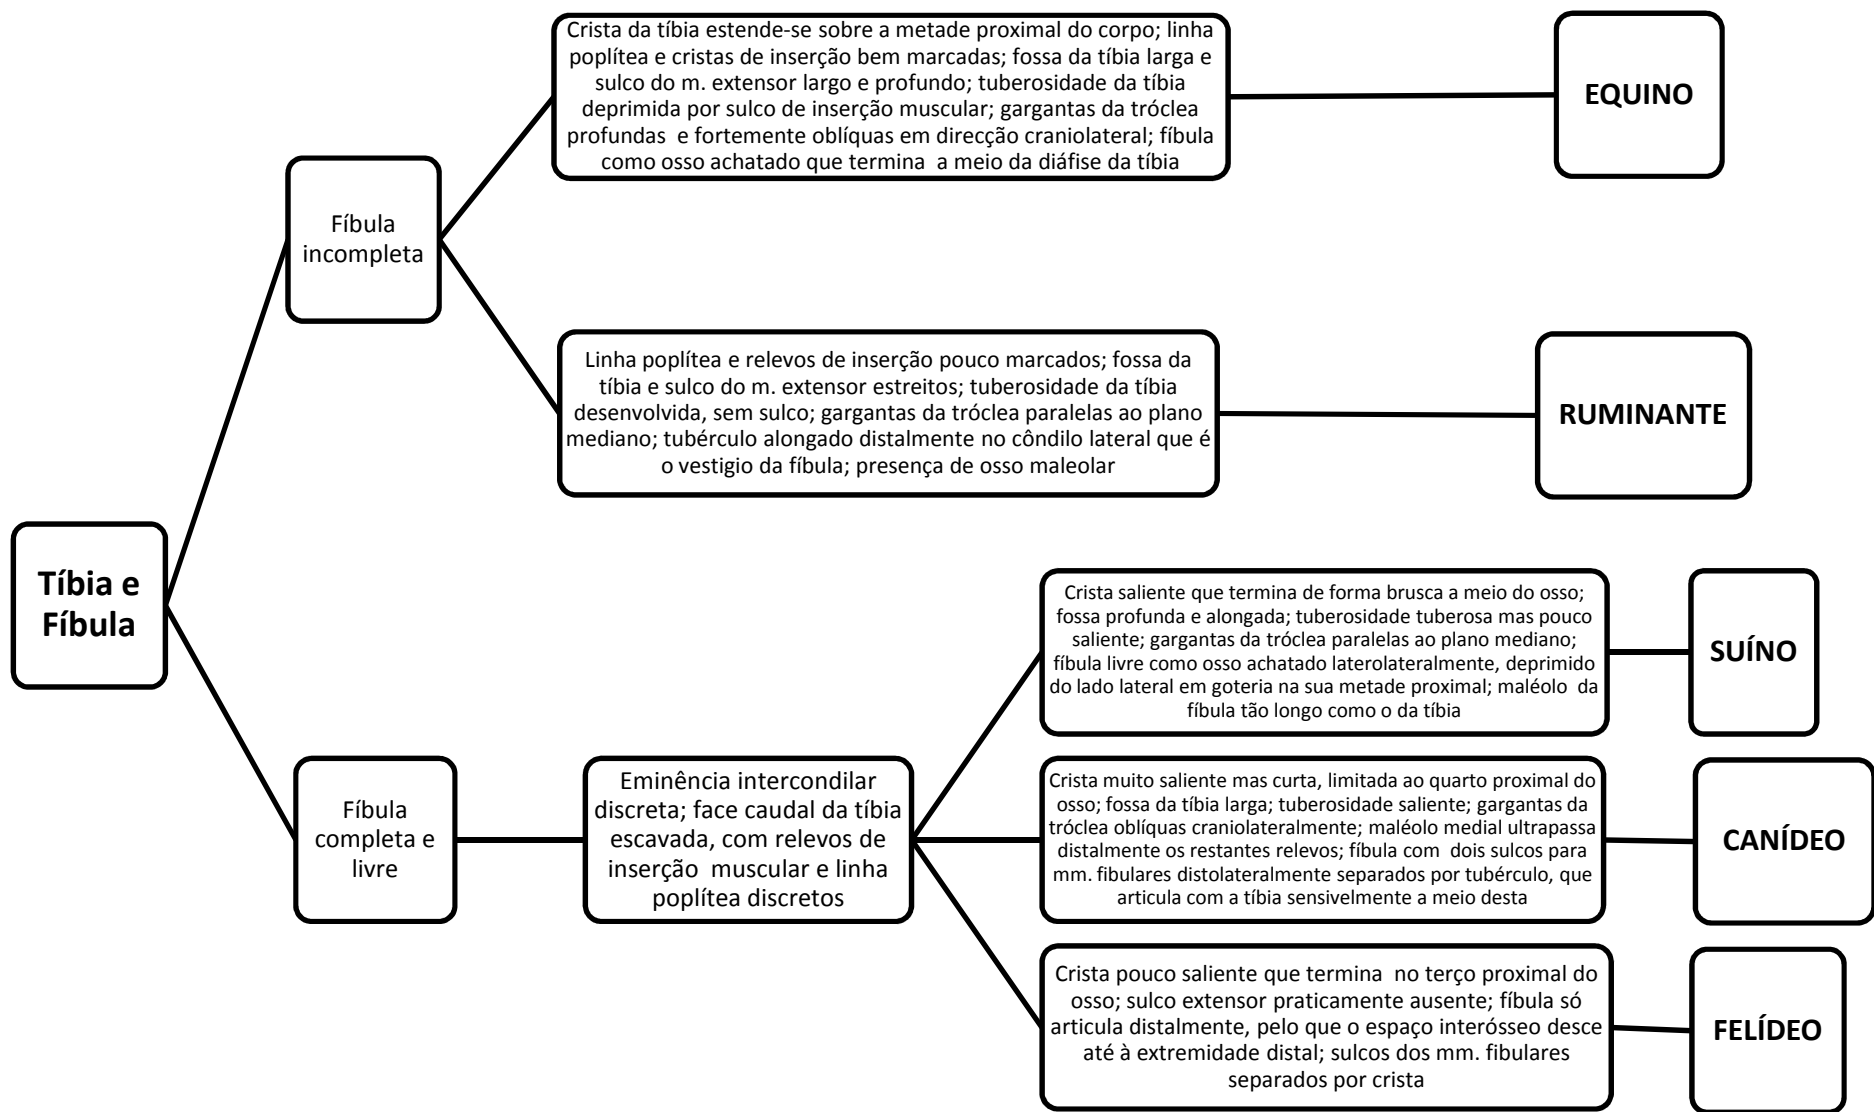 Crista da tíbia estende-se sobre a metade proximal do corpo; linha
poplítea e cristas de inserção bem marcadas; fossa da tíbia larga e
sulco do m. extensor largo e profundo; tuberosidade da tíbia
deprimida por sulco de inserção muscular; gargantas da tróclea
profundas e fortemente oblíquas em direcção craniolateral; fíbula
como osso achatado que termina a meio da diáfise da tíbia
EQUINO
Fíbula
incompleta
Linha poplítea e relevos de inserção pouco marcados; fossa da
tíbia e sulco do m. extensor estreitos; tuberosidade da tíbia
desenvolvida, sem sulco; gargantas da tróclea paralelas ao plano
mediano; tubérculo alongado distalmente no côndilo lateral que é
o vestigio da fíbula; presença de osso maleolar
RUMINANTE
Tíbia e
Fíbula
Crista saliente que termina de forma brusca a meio do osso;
fossa profunda e alongada; tuberosidade tuberosa mas pouco
saliente; gargantas da tróclea paralelas ao plano mediano;
fíbula livre como osso achatado laterolateralmente, deprimido
do lado lateral em goteria na sua metade proximal; maléolo da
fíbula tão longo como o da tíbia
SUÍNO
Fíbula
completa e
livre
Eminência intercondilar
discreta; face caudal da tíbia
escavada, com relevos de
inserção muscular e linha
poplítea discretos
Crista muito saliente mas curta, limitada ao quarto proximal do
osso; fossa da tíbia larga; tuberosidade saliente; gargantas da
tróclea oblíquas craniolateralmente; maléolo medial ultrapassa
distalmente os restantes relevos; fíbula com dois sulcos para
mm. fibulares distolateralmente separados por tubérculo, que
articula com a tíbia sensivelmente a meio desta
CANÍDEO
Crista pouco saliente que termina no terço proximal do
osso; sulco extensor praticamente ausente; fíbula só
articula distalmente, pelo que o espaço interósseo desce
até à extremidade distal; sulcos dos mm. fibulares
separados por crista
FELÍDEO